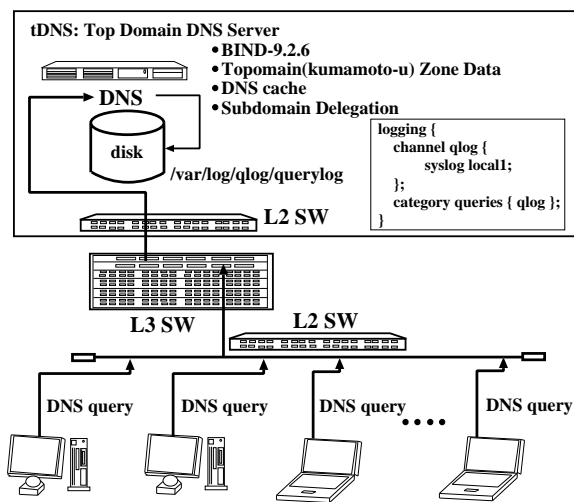 tDNS: Top Domain DNS Server
•BIND-9.2.6
•Topomain(kumamoto-u) Zone Data
•DNS cache
•Subdomain Delegation
DNS
disk
/var/log/qlog/querylog
logging {
channel qlog {
syslog local1;
};
category queries { qlog };
}
L2 SW
L3 SW
L2 SW
DNS query
DNS query
DNS query
DNS query